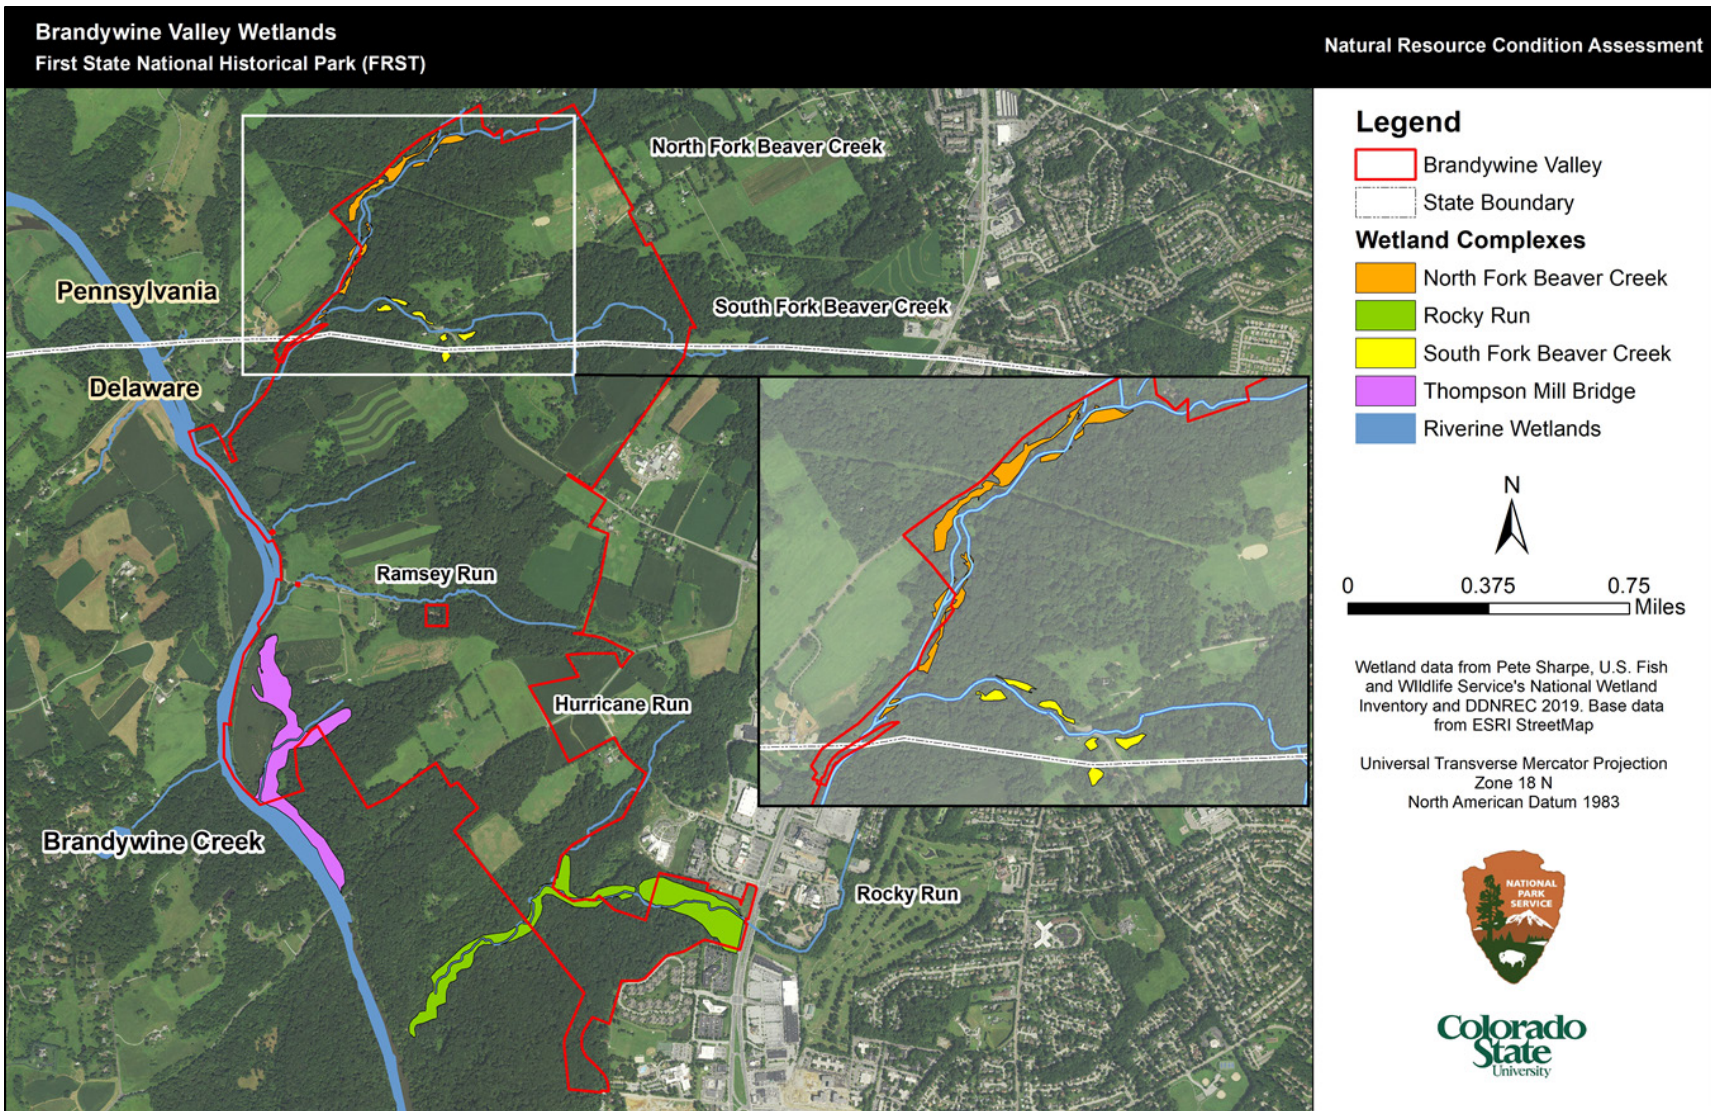 Brandywine Valley Wetlands
First State National Historical Park (FRST)
Natural Resource Condition Assessment
North Fork Beaver Creek
South Fork Beaver Creek
Pennsylvania
Delaware
Ramsey Run
Hurricane Run
Brandywine Creek
Rocky Run
Legend
Brandywine Valley
State Boundary
Wetland Complexes
North Fork Beaver Creek
Rocky Run
South Fork Beaver Creek
Thompson Mill Bridge
Riverine Wetlands
N
0 0.375 0.75
Miles
Wetland data from Pete Sharpe, U.S. Fish
and WIldlife Service's National Wetland
Inventory and DDNREC 2019. Base data
from ESRI StreetMap
Universal Transverse Mercator Projection
Zone 18 N
North American Datum 1983
NATIONAL
PARK
SERVICE
Colorado
State
University